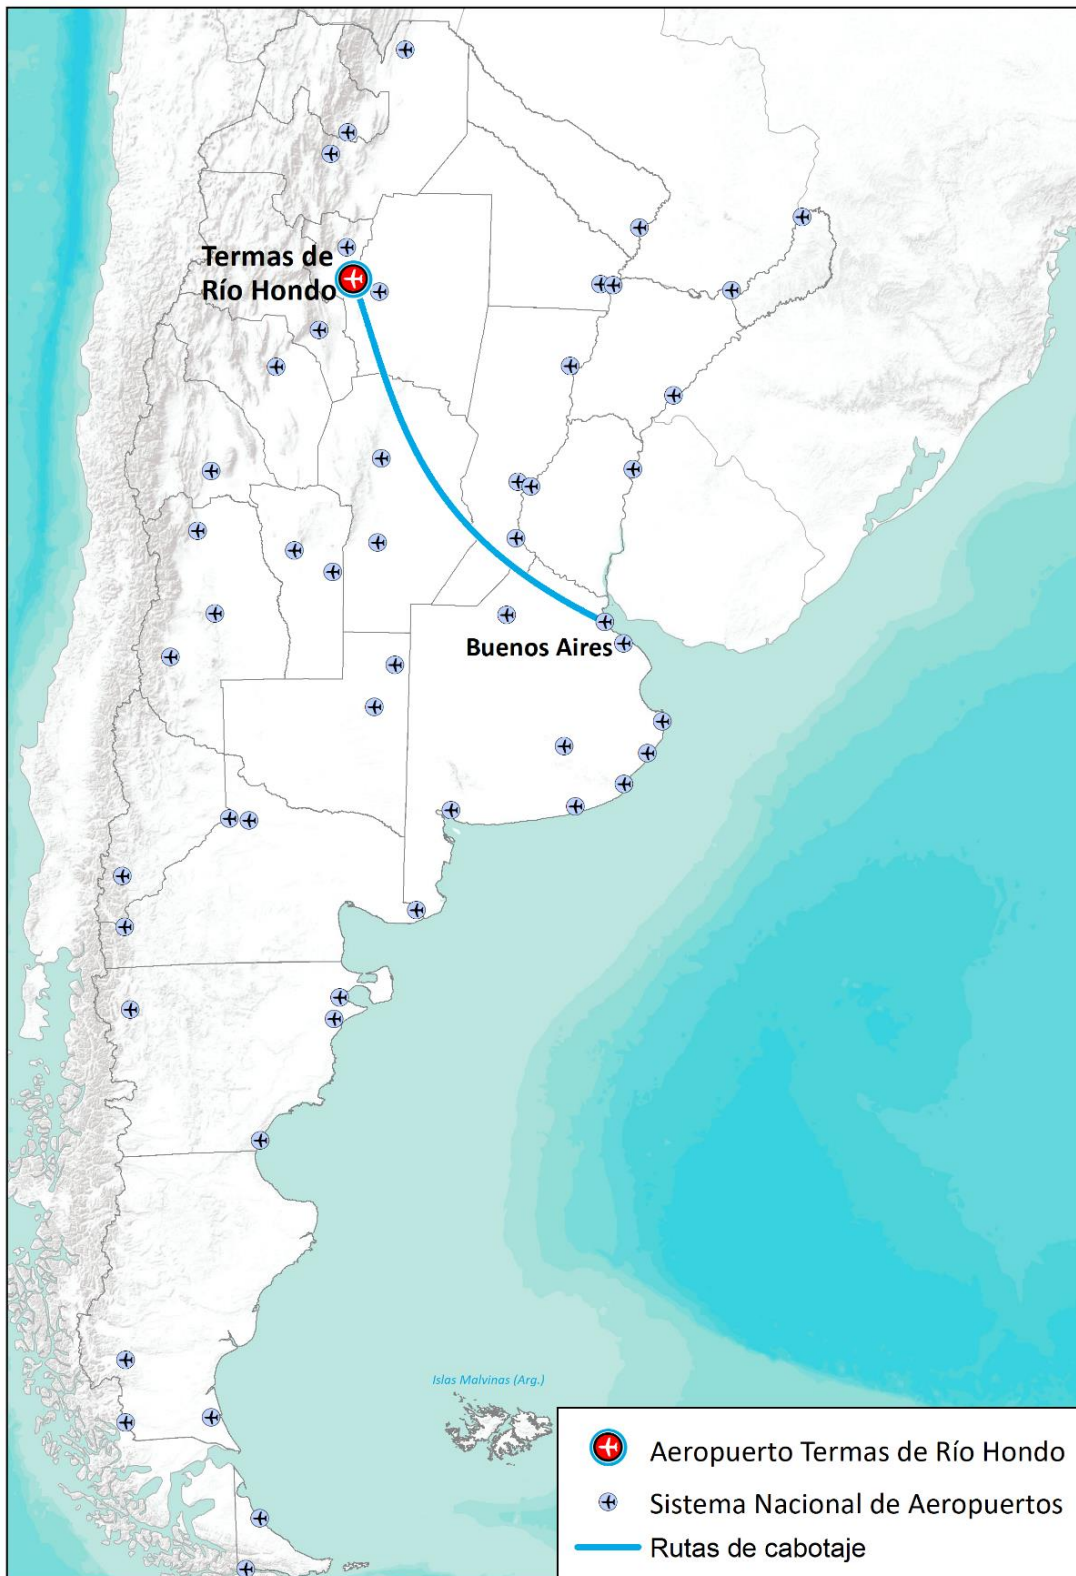 Termas de
Río Hondo
Buenos Aires
Islas Malvinas (Arg.)
Aeropuerto Termas de Río Hondo
Sistema Nacional de Aeropuertos
Rutas de cabotaje